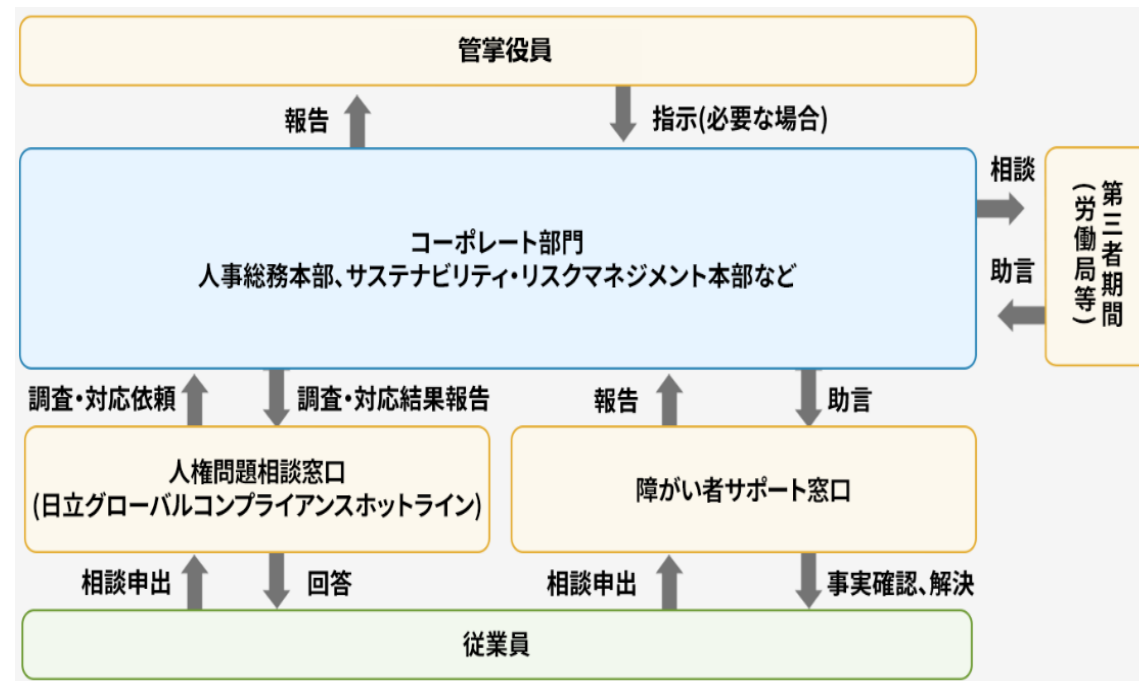 管掌役員
報告
指示(必要な場合)
コーポレート部門
人事総務本部、サステナビリティ・リスクマネジメント本部など
相談
助言
第三者期間
(労働局等)
調査・対応依頼
調査・対応結果報告
報告
助言
人権問題相談窓口
(日立グローバルコンプライアンスホットライン)
障がい者サポート窓口
相談申出
回答
相談申出
事実確認、解決
従業員